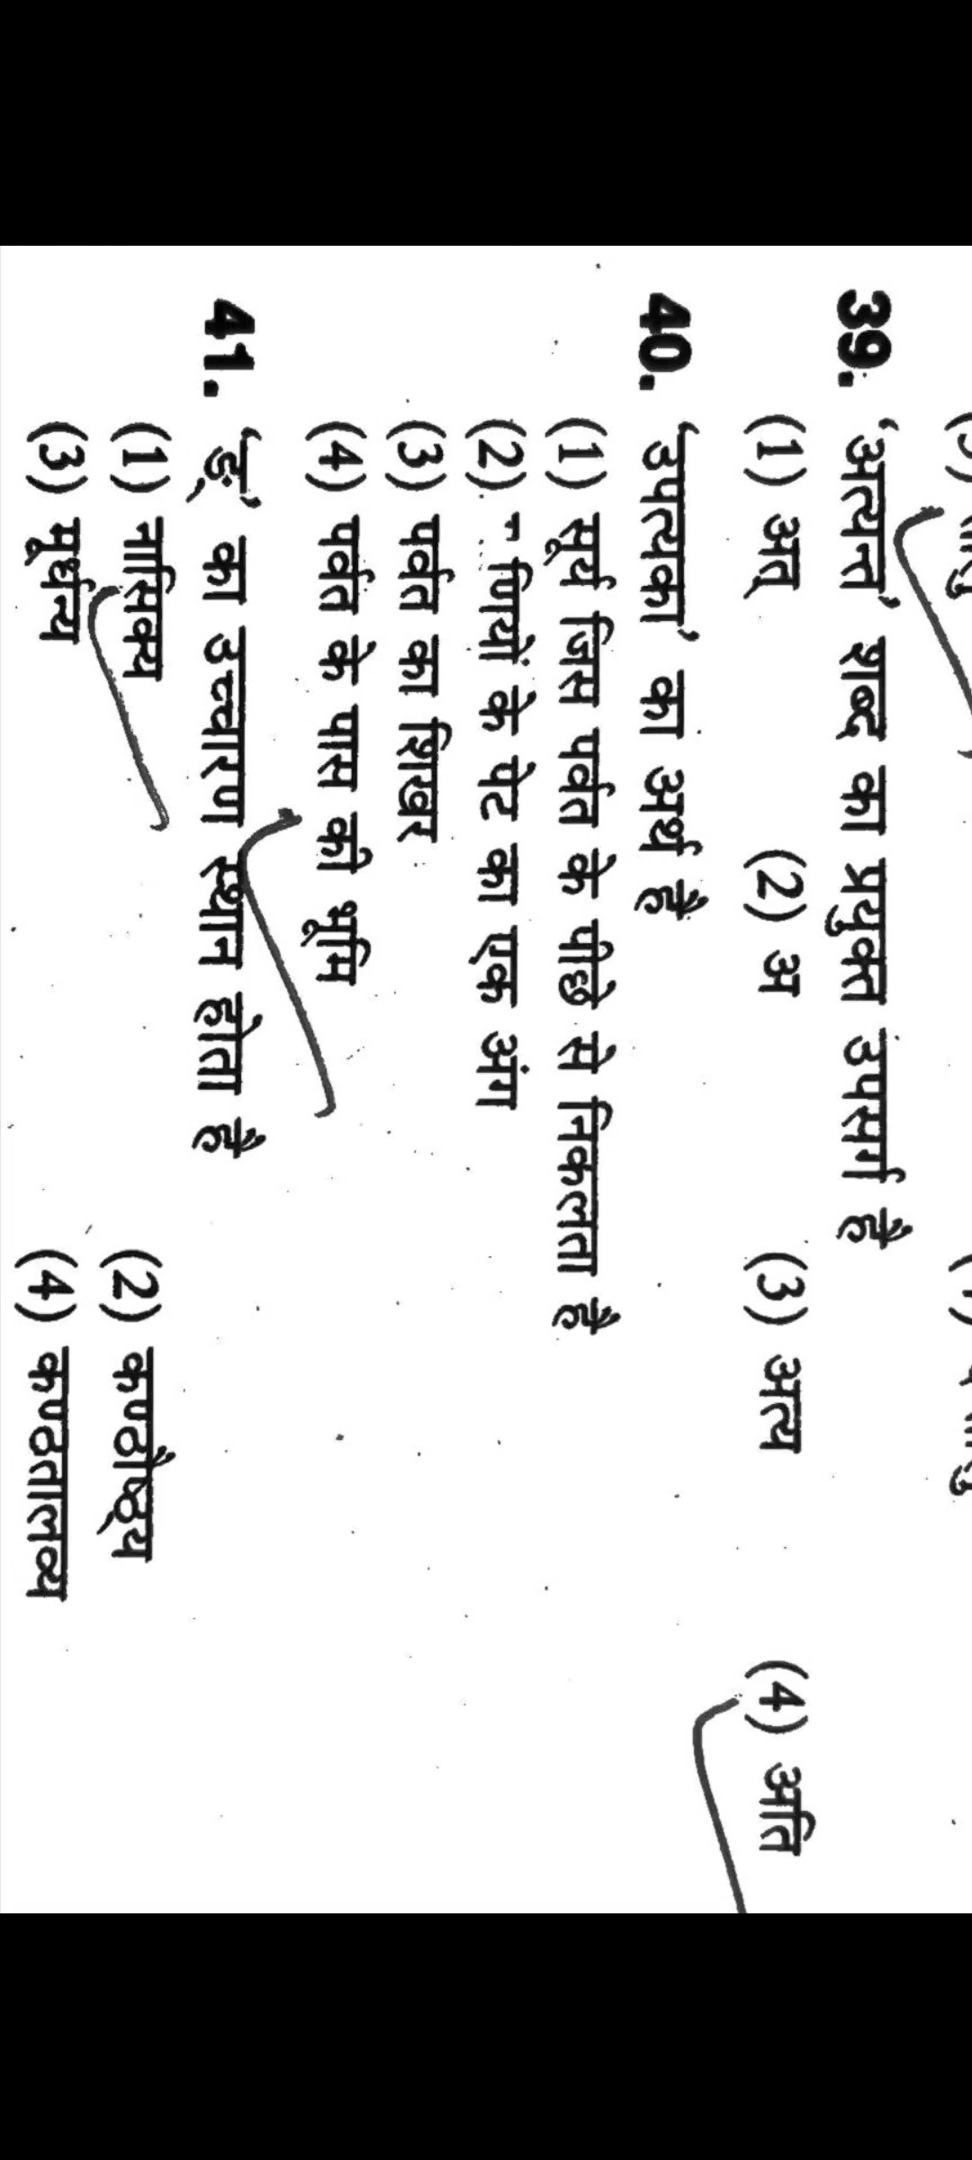 39. 'अत्यन्त' शब्द का प्रयुक्त उपसर्ग है
(1) अत् (2) अ (3) अत्य (4) अति
40. 'उपत्यका' का अर्थ है
(1) सूर्य जिस पर्वत के पीछे से निकलता है
(2) के पेट का एक अंग
(3) पर्वत का शिखर
(4) पर्वत के पास की भूमि
41. 'ङ्' का उच्चारण स्थान होता है
(1) नासिक्य (2) कण्ठौष्ठ्य
(3) मूर्धन्य (4) कण्ठतालव्य